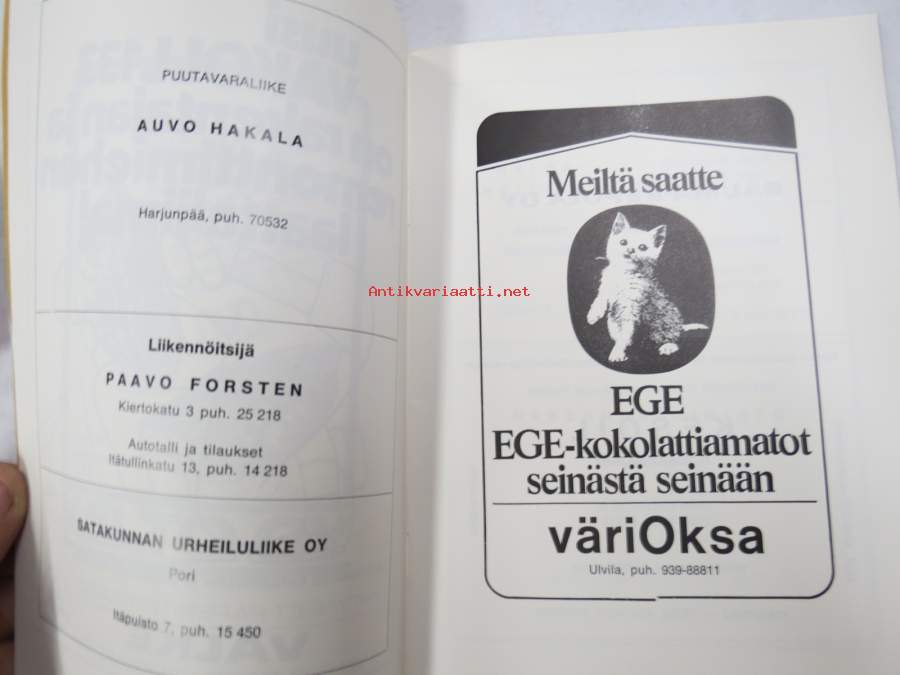 PUUTAVARALIIKE
AUVO HAKALA
Harjunpää, puh. 70532
Liikennöitsijä
PAAVO FORSTEN
Kiertokatu 3 puh. 25 218
Autotalli ja tilaukset
Itätullinkatu 13, puh. 14 218
SATAKUNNAN URHEILULIIKE OY
Pori
Itäpuisto 7, puh. 15 450
Antikvariaatti.net
Meiltä saatte
EGE
EGE-kokolattiamatot
seinästä seinään
väriOksa
Ulvila, puh. 939-88811